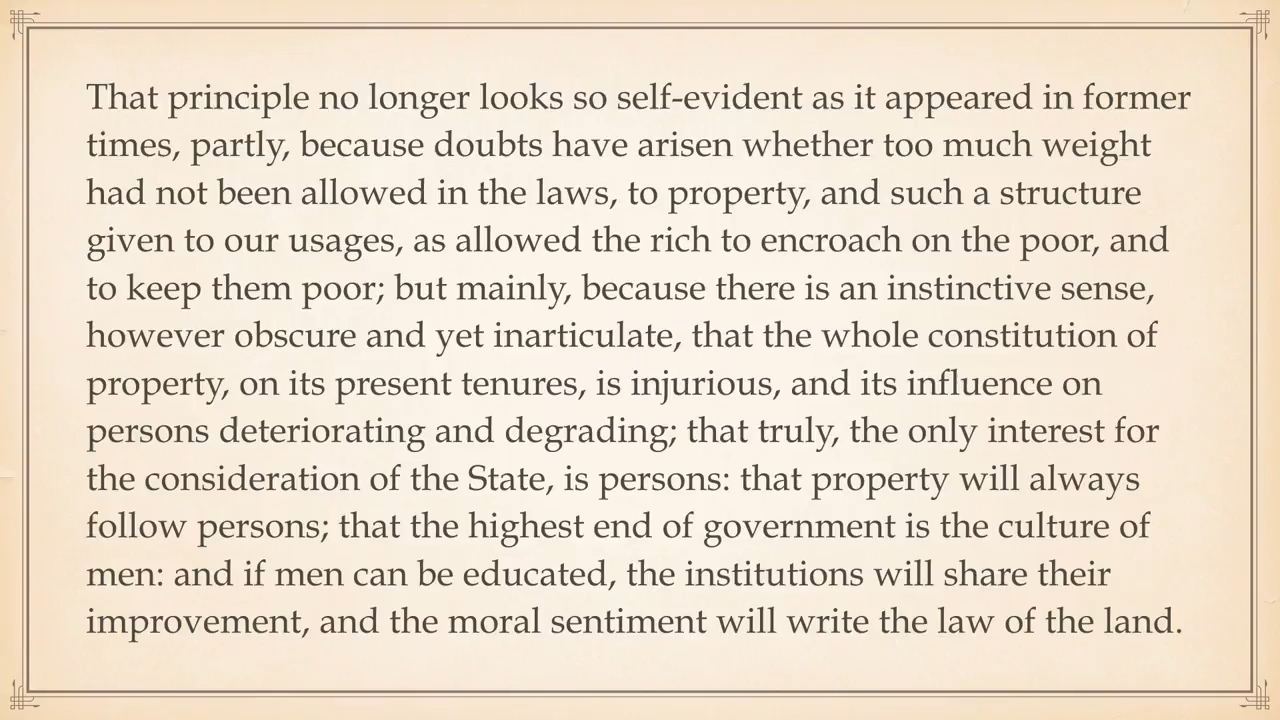 That principle no longer looks so self-evident as it appeared in former
times, partly, because doubts have arisen whether too much weight
had not been allowed in the laws, to property, and such a structure
given to our usages, as allowed the rich to encroach on the poor, and
to keep them poor; but mainly, because there is an instinctive sense,
however obscure and yet inarticulate, that the whole constitution of
property, on its present tenures, is injurious, and its influence on
persons deteriorating and degrading; that truly, the only interest for
the consideration of the State, is persons: that property will always
follow persons; that the highest end of government is the culture of
men: and if men can be educated, the institutions will share their
improvement, and the moral sentiment will write the law of the land.